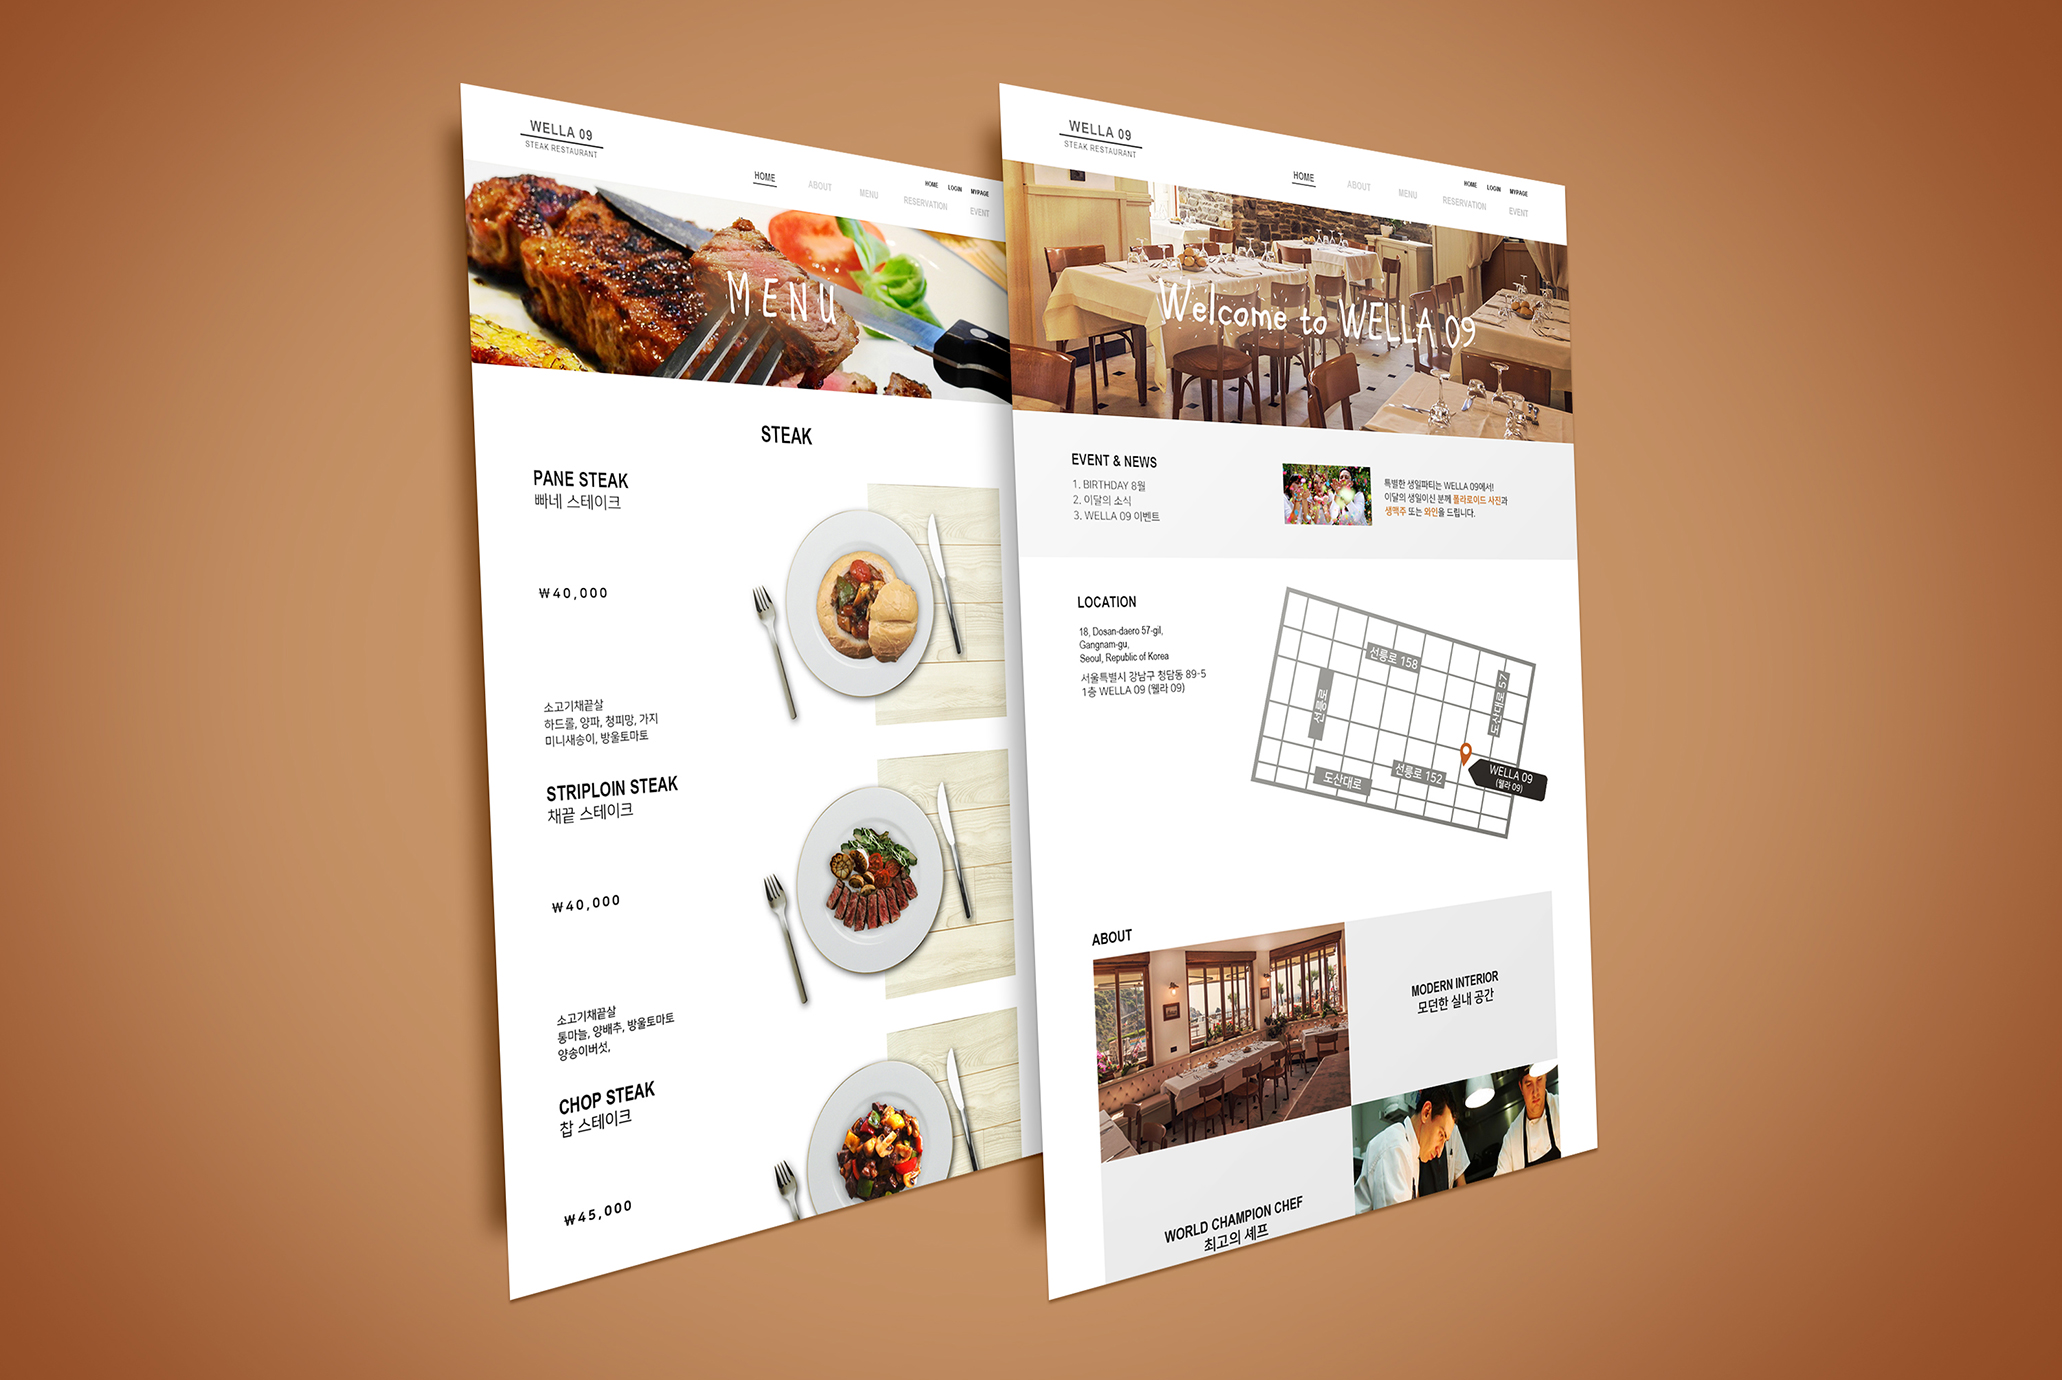 WELLA 09
STEAK RESTAURANT
HOME LOGIN MYPAGE
HOME ABOUT MENU RESERVATION EVENT
MENU
STEAK
PANE STEAK
빠네 스테이크
₩40,000
소고기채끝살
하드롤, 양파, 청피망, 가지
미니새송이, 방울토마토
STRIPLOIN STEAK
채끝 스테이크
₩40,000
소고기채끝살
통마늘, 양배추, 방울토마토
양송이버섯,
CHOP STEAK
찹 스테이크
₩45,000
WELLA 09
STEAK RESTAURANT
HOME LOGIN MYPAGE
HOME ABOUT MENU RESERVATION EVENT
Welcome to WELLA 09
EVENT & NEWS
1. BIRTHDAY 8월
2. 이달의 소식
3. WELLA 09 이벤트
특별한 생일파티는 WELLA 09에서!
이달의 생일이신 분께 폴라로이드 사진과
생맥주 또는 와인을 드립니다.
LOCATION
18, Dosan-daero 57-gil,
Gangnam-gu,
Seoul, Republic of Korea
서울특별시 강남구 청담동 89-5
1층 WELLA 09 (웰라 09)
선릉로 158
선릉로
도산대로 57
도산대로
선릉로 152
WELLA 09
(웰라 09)
ABOUT
MODERN INTERIOR
모던한 실내 공간
WORLD CHAMPION CHEF
최고의 셰프